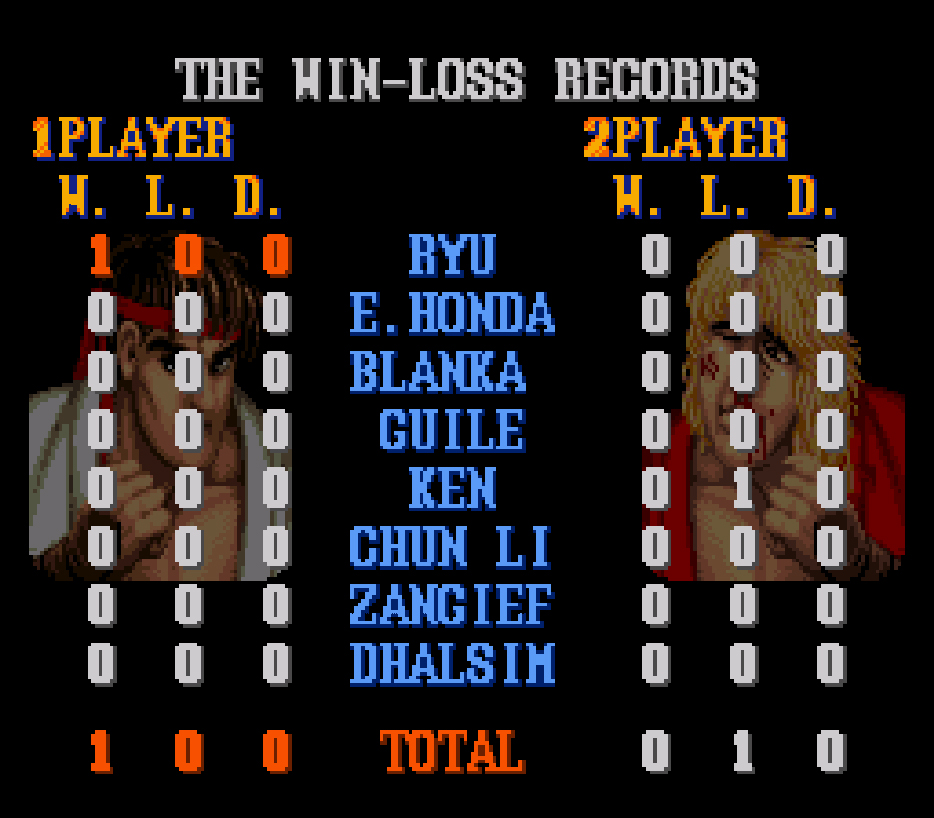 THE WIN-LOSS RECORDS
1PLAYER 2PLAYER
W. L. D. W. L. D.
1 0 0 RYU 0 0 0
0 0 0 E.HONDA 0 0 0
0 0 0 BLANKA 0 0 0
0 0 0 GUILE 0 0 0
0 0 0 KEN 0 1 0
0 0 0 CHUN LI 0 0 0
0 0 0 ZANGIEF 0 0 0
0 0 0 DHALSIM 0 0 0
1 0 0 TOTAL 0 1 0